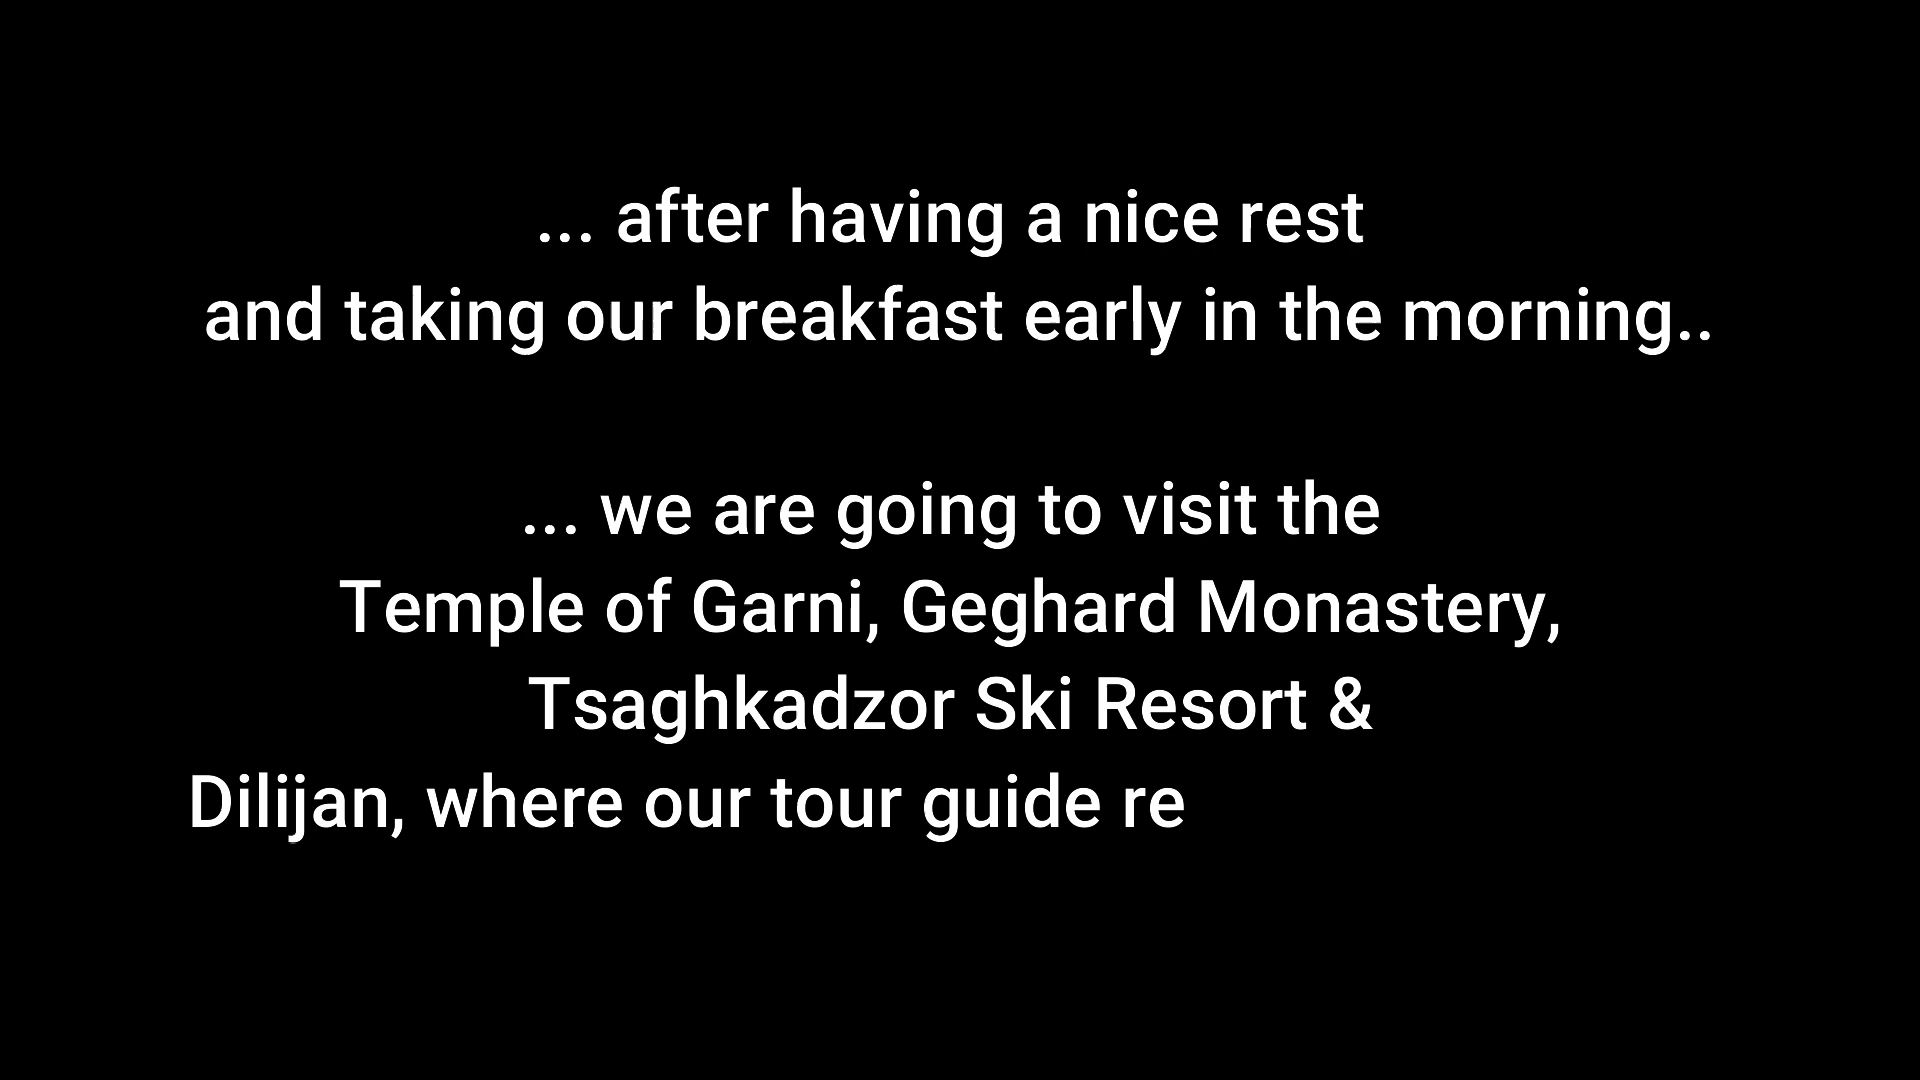 ... after having a nice rest
and taking our breakfast early in the morning..
... we are going to visit the
Temple of Garni, Geghard Monastery,
Tsaghkadzor Ski Resort &
Dilijan, where our tour guide re